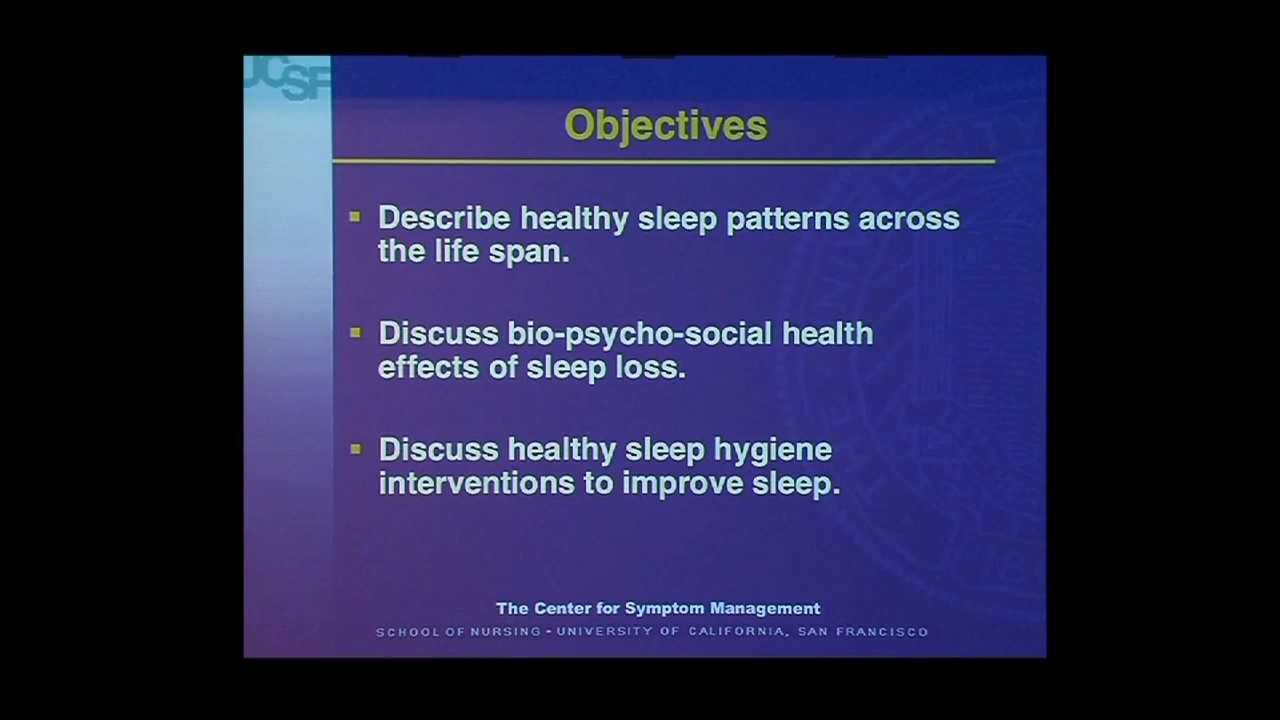 UCSF
Objectives
Describe healthy sleep patterns across
the life span.
Discuss bio-psycho-social health
effects of sleep loss.
Discuss healthy sleep hygiene
interventions to improve sleep.
The Center for Symptom Management
SCHOOL OF NURSING - UNIVERSITY OF CALIFORNIA, SAN FRANCISCO